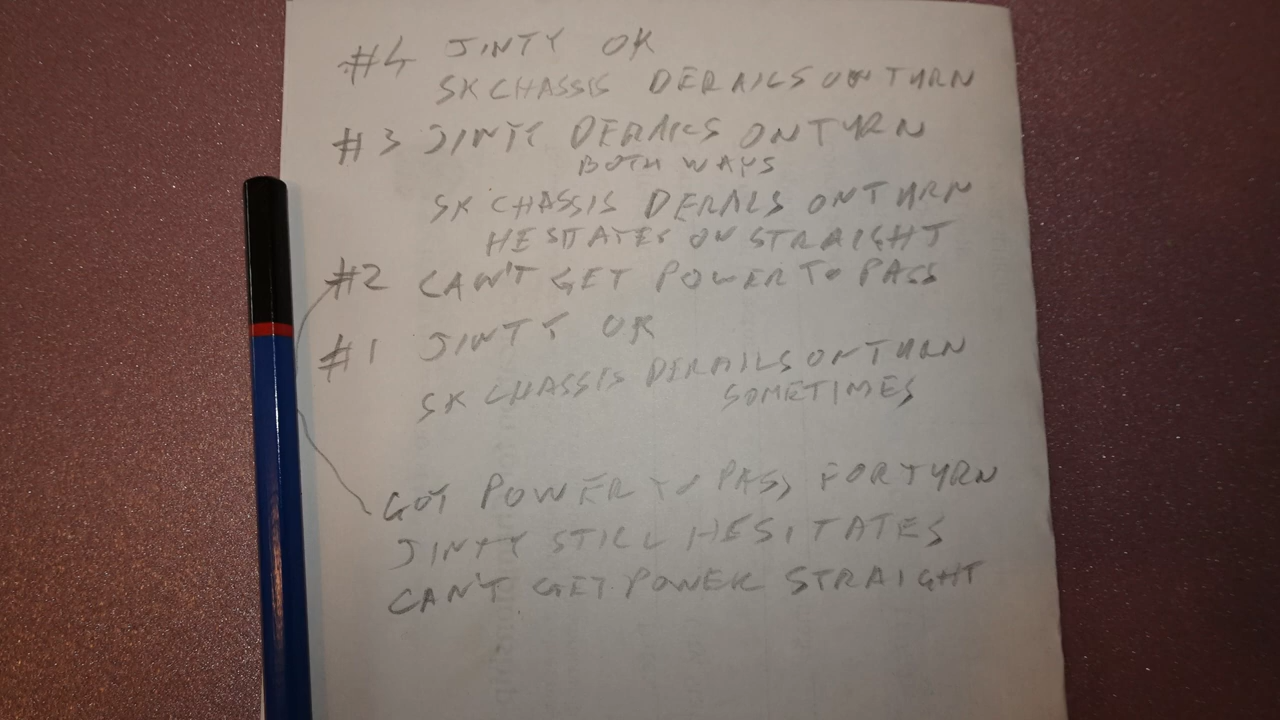 #4 JINTY OK
SK CHASSIS DERAILS ON TURN
#3 JINTY DERAILS ON TURN
BOTH WAYS
SK CHASSIS DERAILS ON TURN
HESITATES ON STRAIGHT
#2 CAN'T GET POWER TO PASS
#1 JINTY OK
SK CHASSIS DERAILS ON TURN
SOMETIMES
GOT POWER TO PASS FOR TURN
JINTY STILL HESITATES
CAN'T GET POWER STRAIGHT